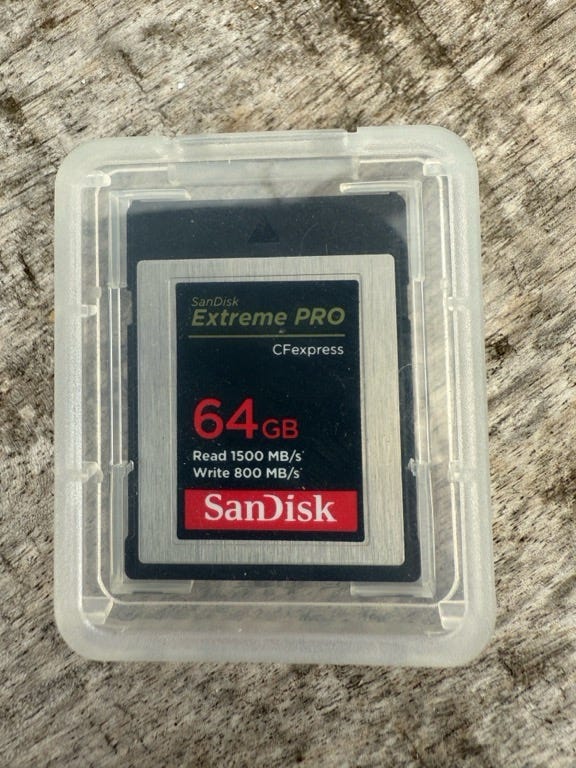 SanDisk
Extreme PRO
CFexpress
64GB
Read 1500 MB/s*
Write 800 MB/s*
SanDisk